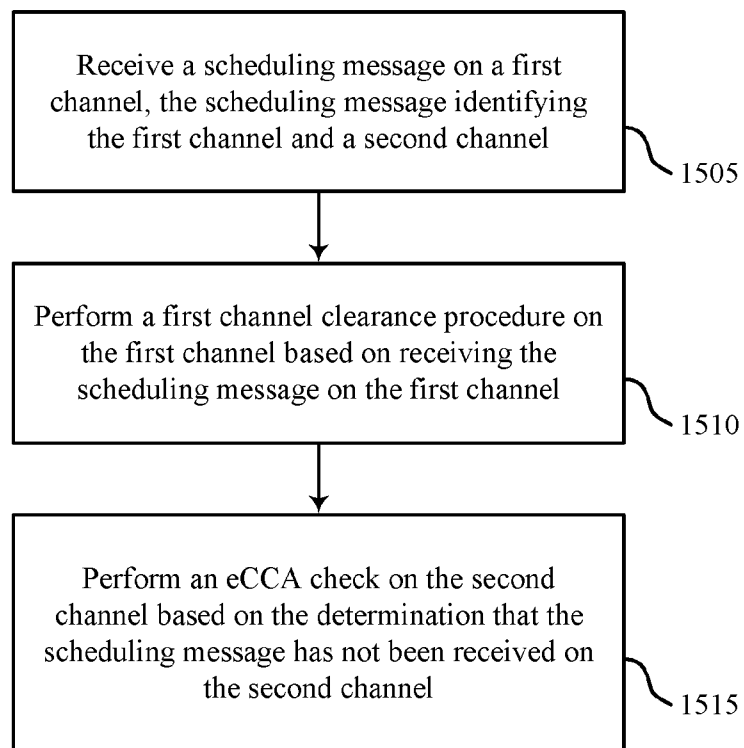 Receive a scheduling message on a first
channel, the scheduling message identifying
the first channel and a second channel
1505
Perform a first channel clearance procedure on
the first channel based on receiving the
scheduling message on the first channel
1510
Perform an eCCA check on the second
channel based on the determination that the
scheduling message has not been received on
the second channel
1515